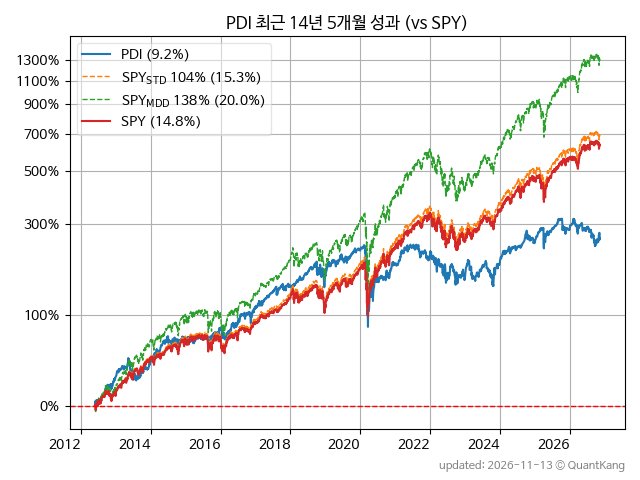 PDI 최근 14년 5개월 성과 (vs SPY)
PDI (9.2%)
SPY_STD 104% (15.3%)
SPY_MDD 138% (20.0%)
SPY (14.8%)
1300%
1100%
900%
700%
500%
300%
100%
0%
2012 2014 2016 2018 2020 2022 2024 2026
updated: 2026-11-13 © QuantKang